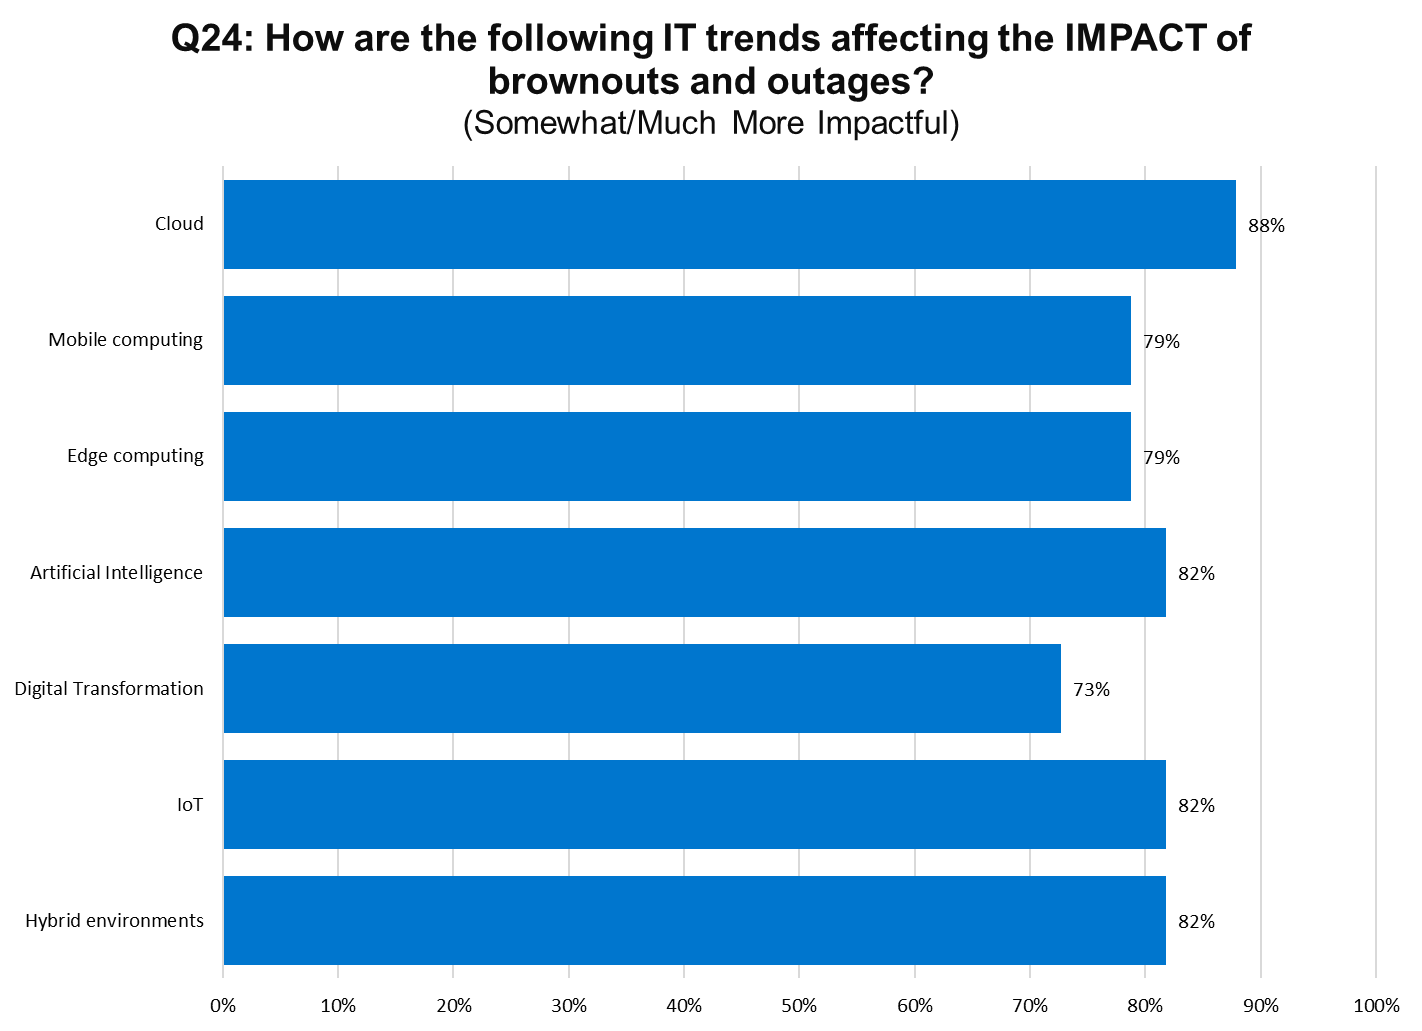 Q24: How are the following IT trends affecting the IMPACT of
brownouts and outages?
(Somewhat/Much More Impactful)
Cloud
88%
Mobile computing
79%
Edge computing
79%
Artificial Intelligence
82%
Digital Transformation
73%
IoT
82%
Hybrid environments
82%
0% 10% 20% 30% 40% 50% 60% 70% 80% 90% 100%